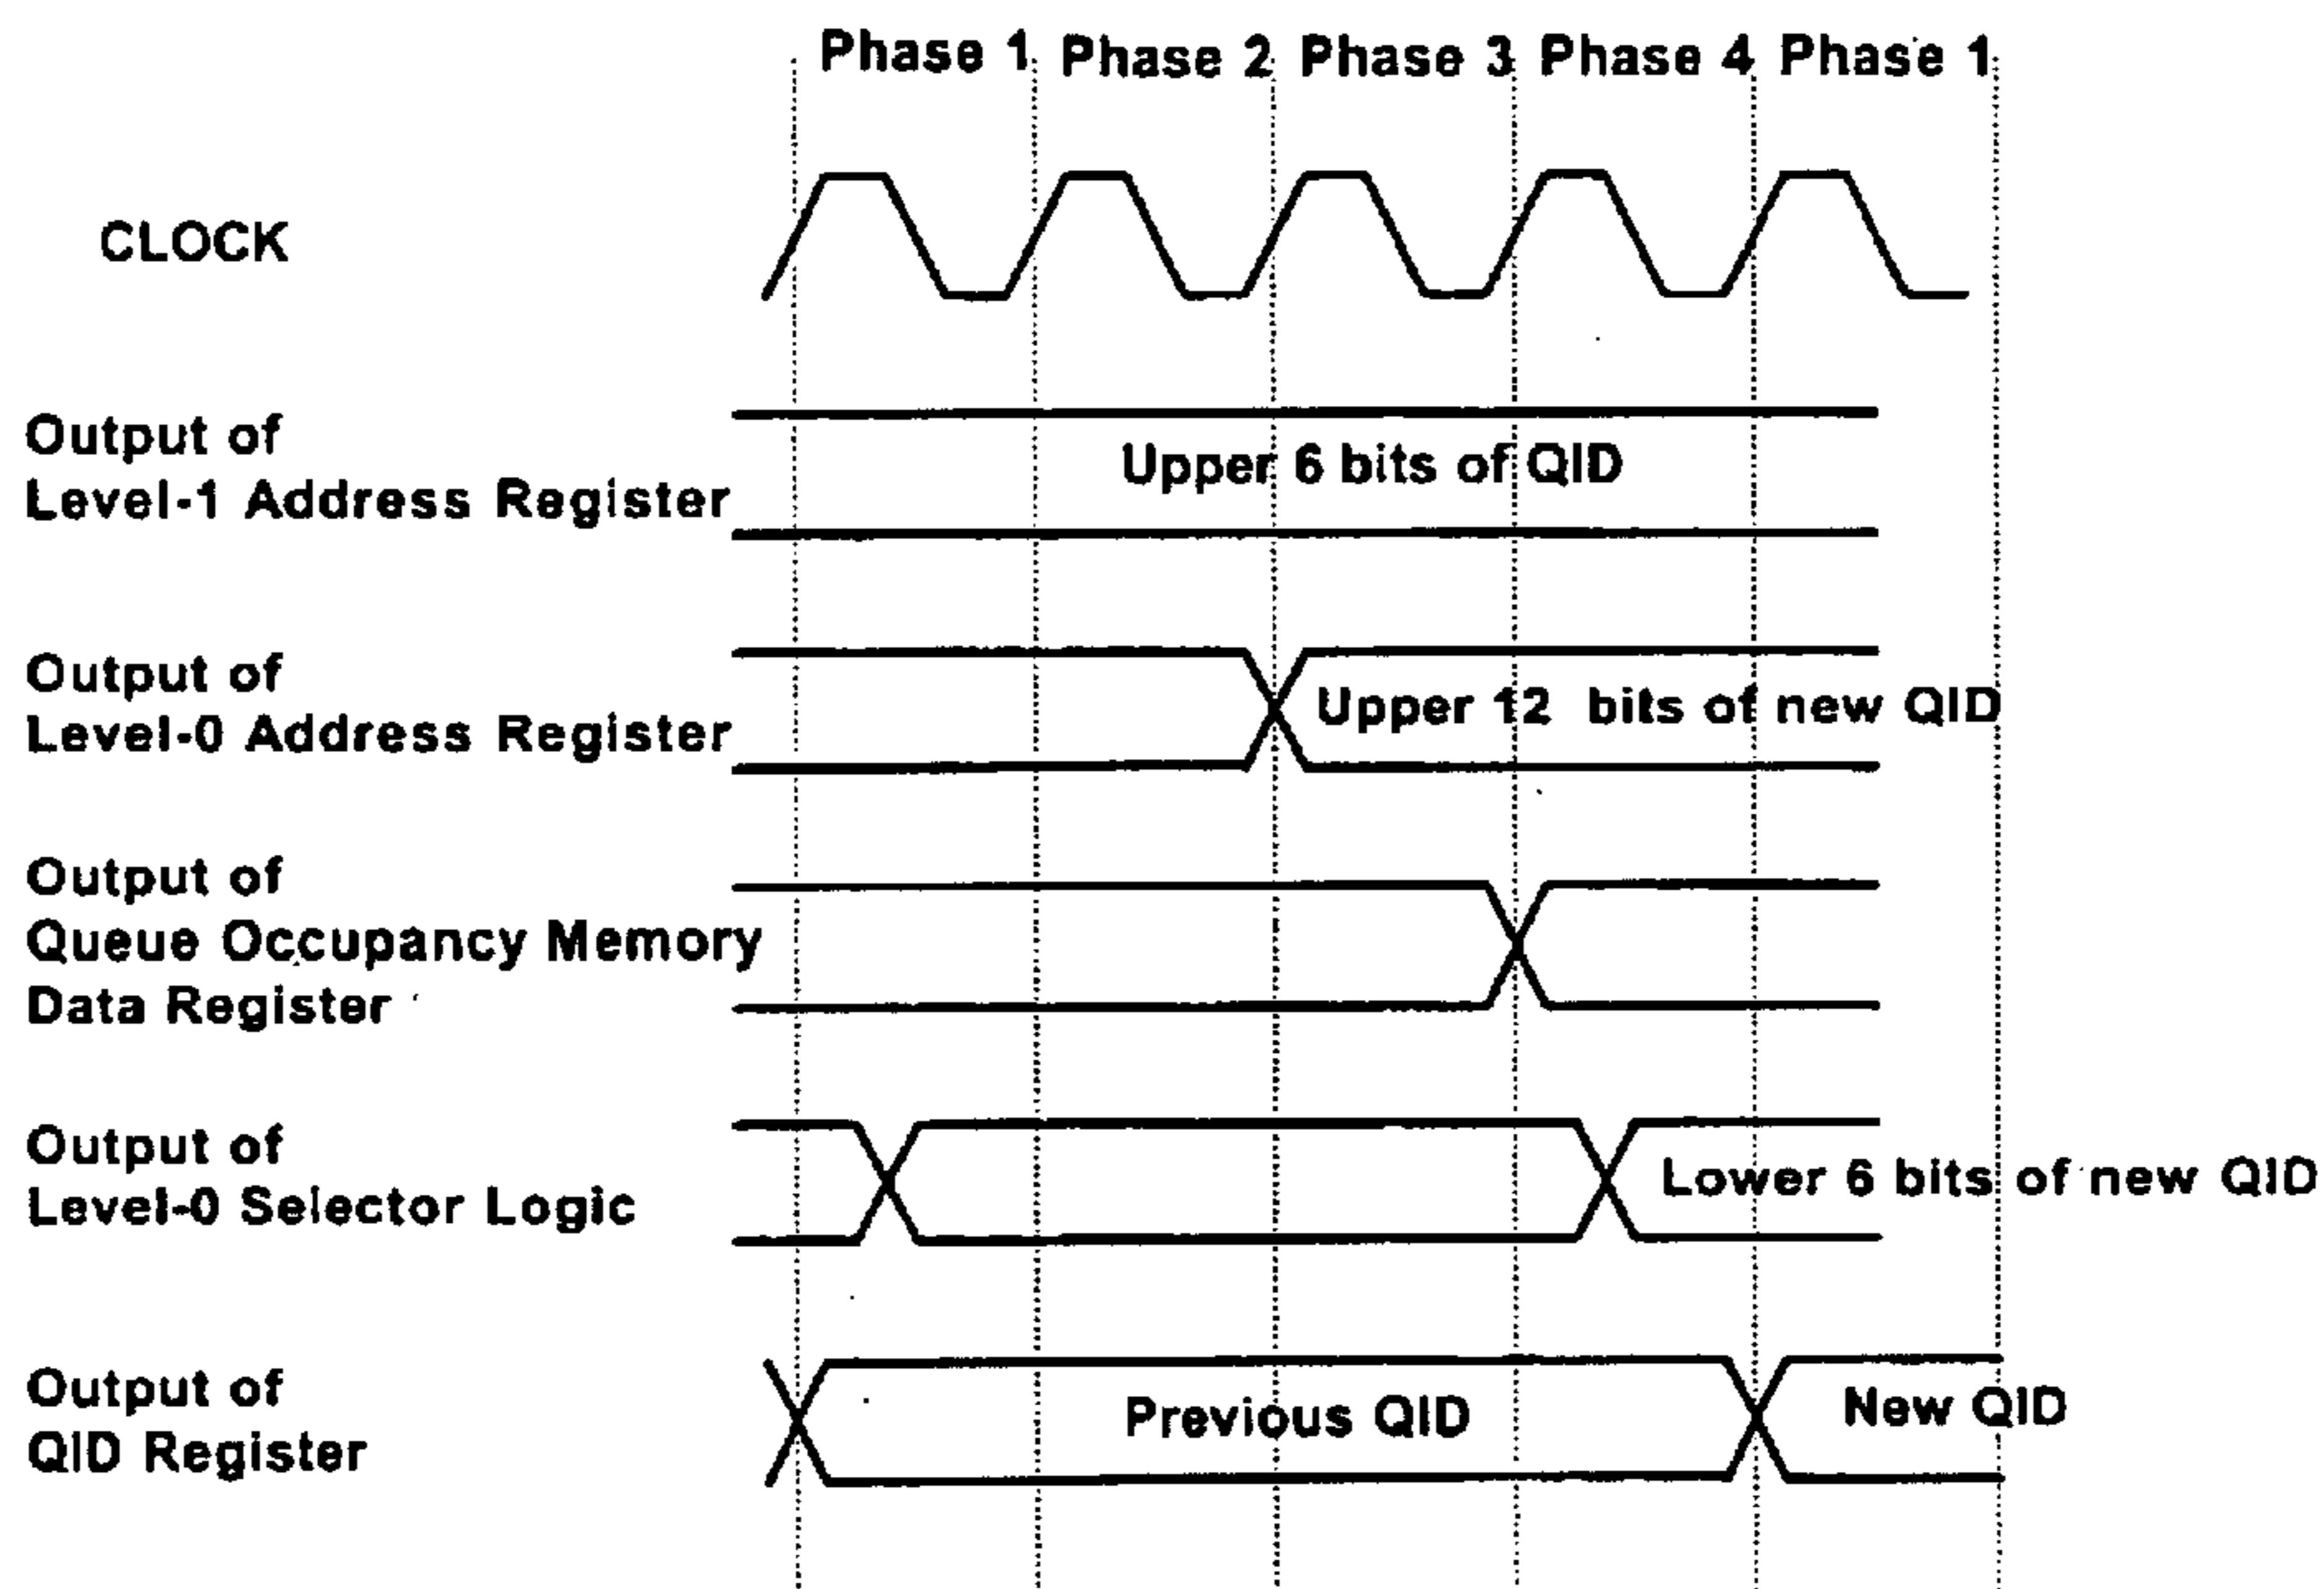 Phase 1 Phase 2 Phase 3 Phase 4 Phase 1
CLOCK
Output of
Level-1 Address Register
Upper 6 bits of QID
Output of
Level-0 Address Register
Upper 12 bits of new QID
Output of
Queue Occupancy Memory
Data Register
Output of
Level-0 Selector Logic
Lower 6 bits of new QID
Output of
QID Register
Previous QID
New QID